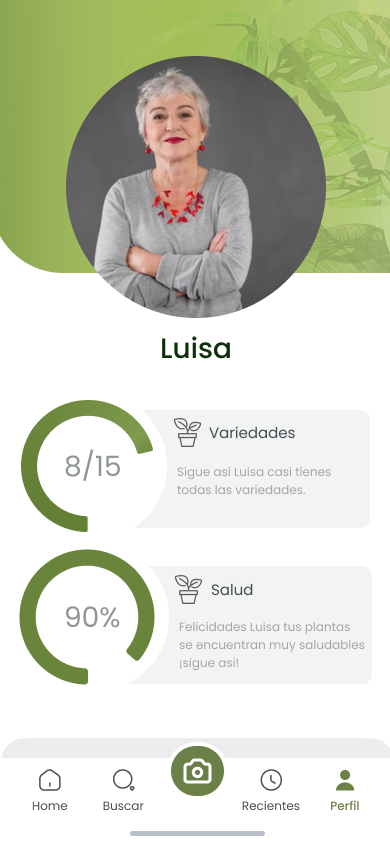 Luisa
8/15
Variedades
Sigue así Luisa casi tienes
todas las variedades.
90%
Salud
Felicidades Luisa tus plantas
se encuentran muy saludables
¡sigue así!
Home
Buscar
Recientes
Perfil